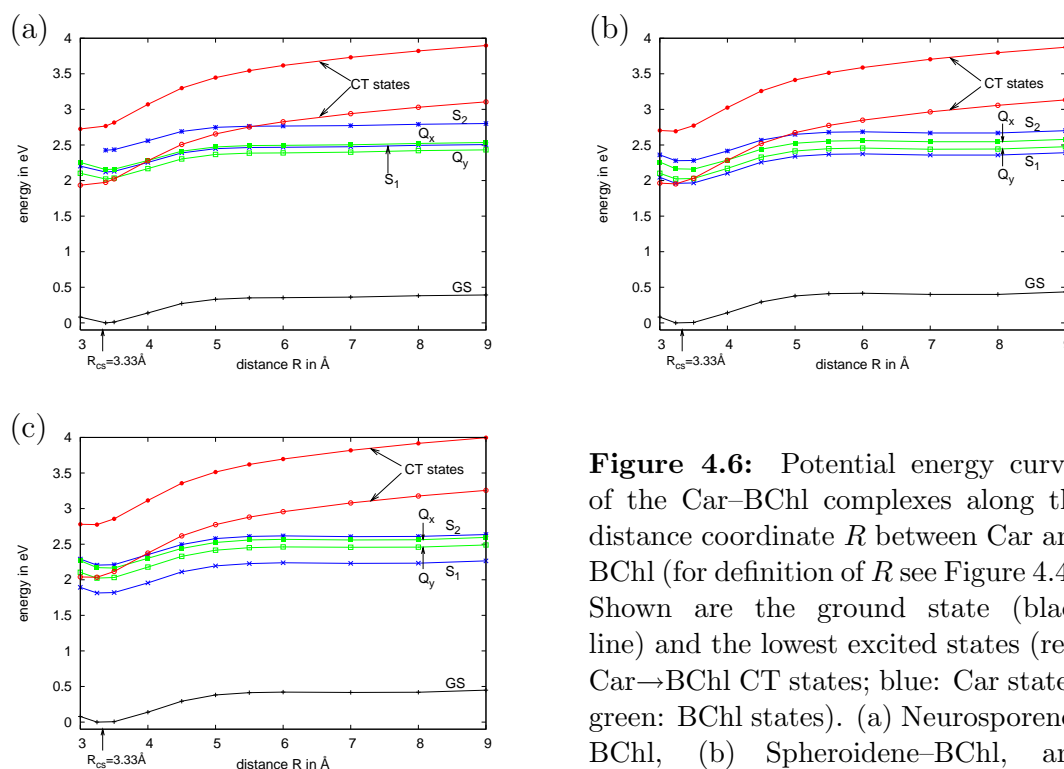 (a)
4
3.5
3
2.5
2
1.5
1
0.5
0
energy in eV
CT states
S2
Qx
Qy
S1
GS
3 4 5 6 7 8 9
RCS=3.33Å
distance R in Å
(b)
4
3.5
3
2.5
2
1.5
1
0.5
0
energy in eV
CT states
Qx
S2
S1
Qy
GS
3 4 5 6 7 8
RCS=3.33Å
distance R in Å
(c)
4
3.5
3
2.5
2
1.5
1
0.5
0
energy in eV
CT states
Qx
S2
Qy
S1
GS
3 4 5 6 7 8 9
RCS=3.33Å
distance R in Å
Figure 4.6: Potential energy curv
of the Car–BChl complexes along th
distance coordinate R between Car an
BChl (for definition of R see Figure 4.4
Shown are the ground state (blac
line) and the lowest excited states (re
Car→BChl CT states; blue: Car state
green: BChl states). (a) Neurosporene
BChl, (b) Spheroidene–BChl, an